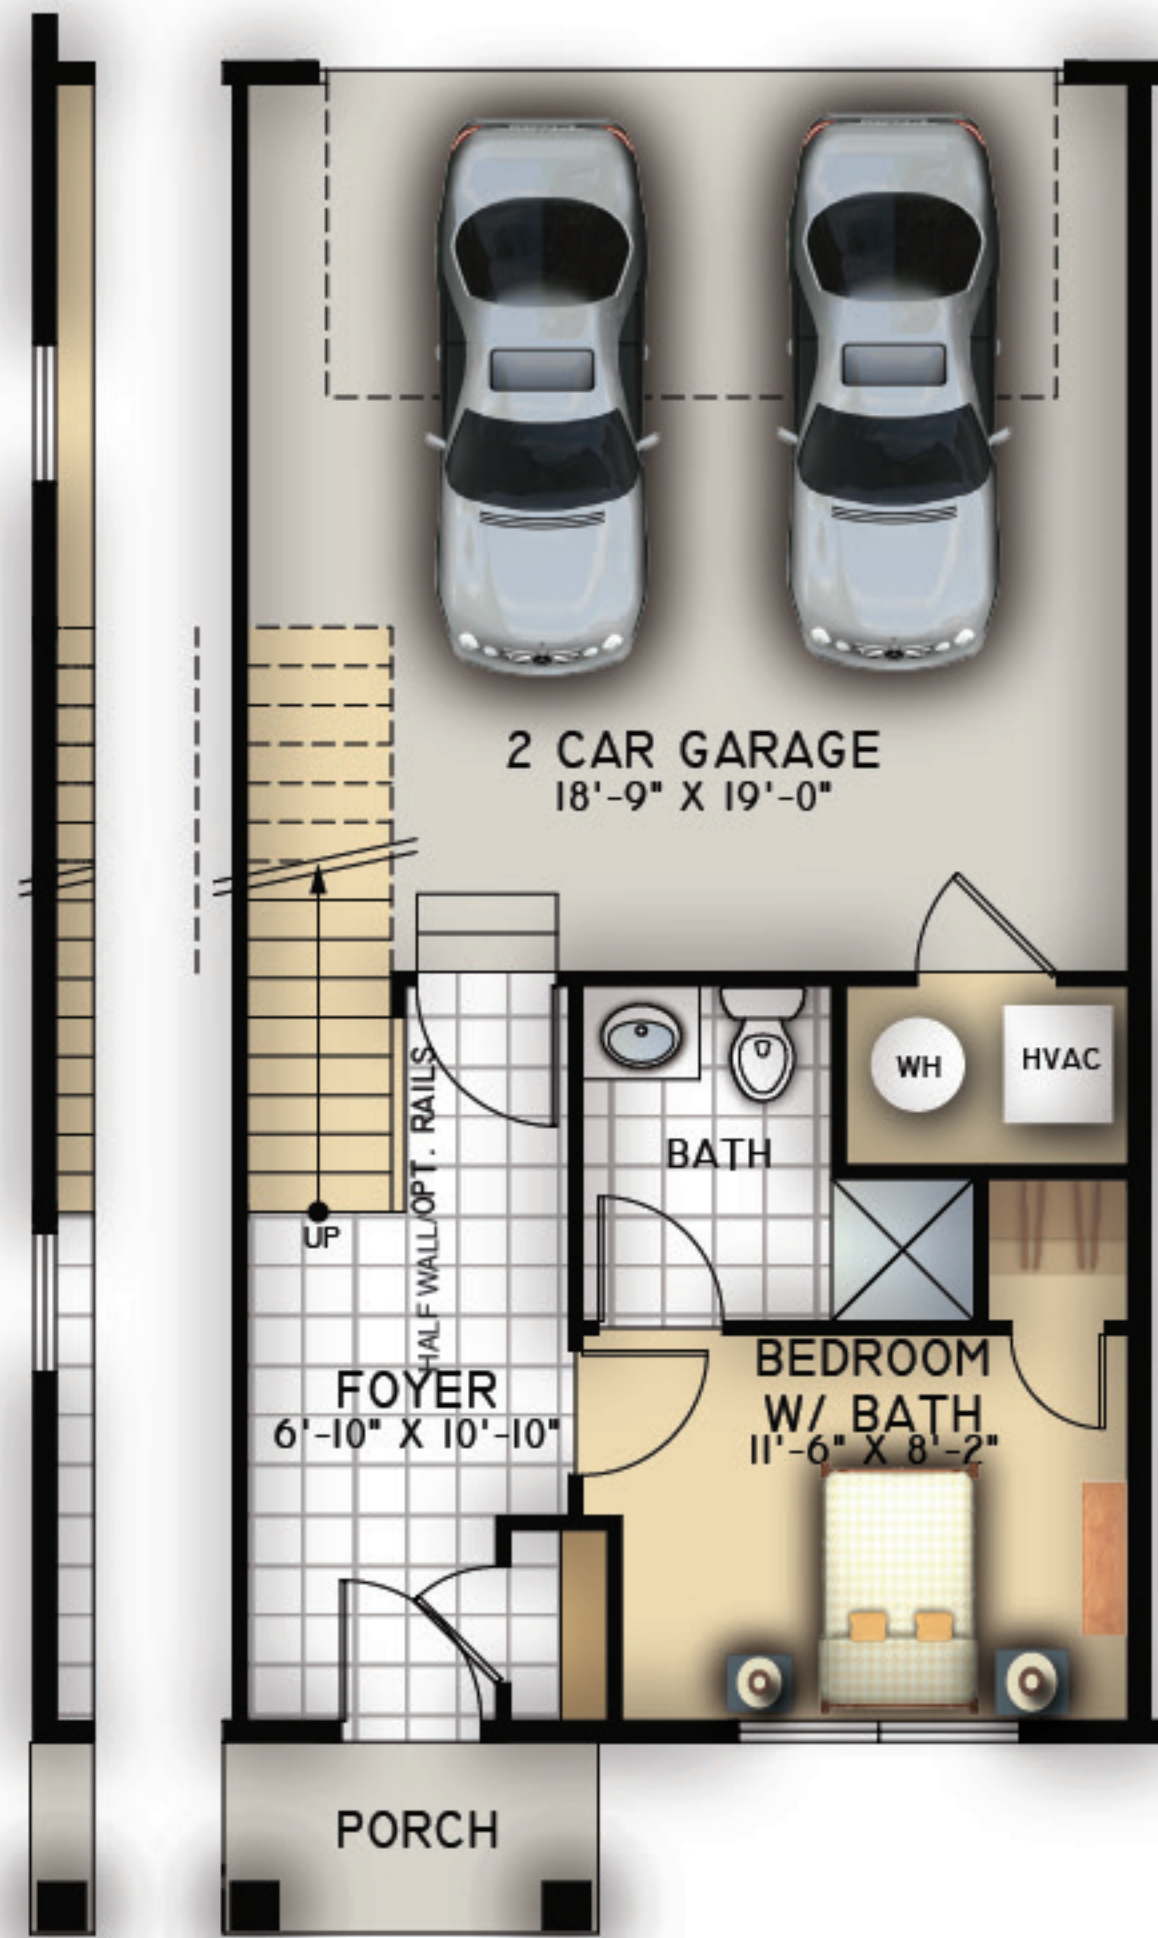 2 CAR GARAGE
18'-9" X 19'-0"
WH
HVAC
HALF WALL/OPT. RAILS
BATH
UP
BEDROOM
W/ BATH
11'-6" X 8'-2"
FOYER
6'-10" X 10'-10"
PORCH